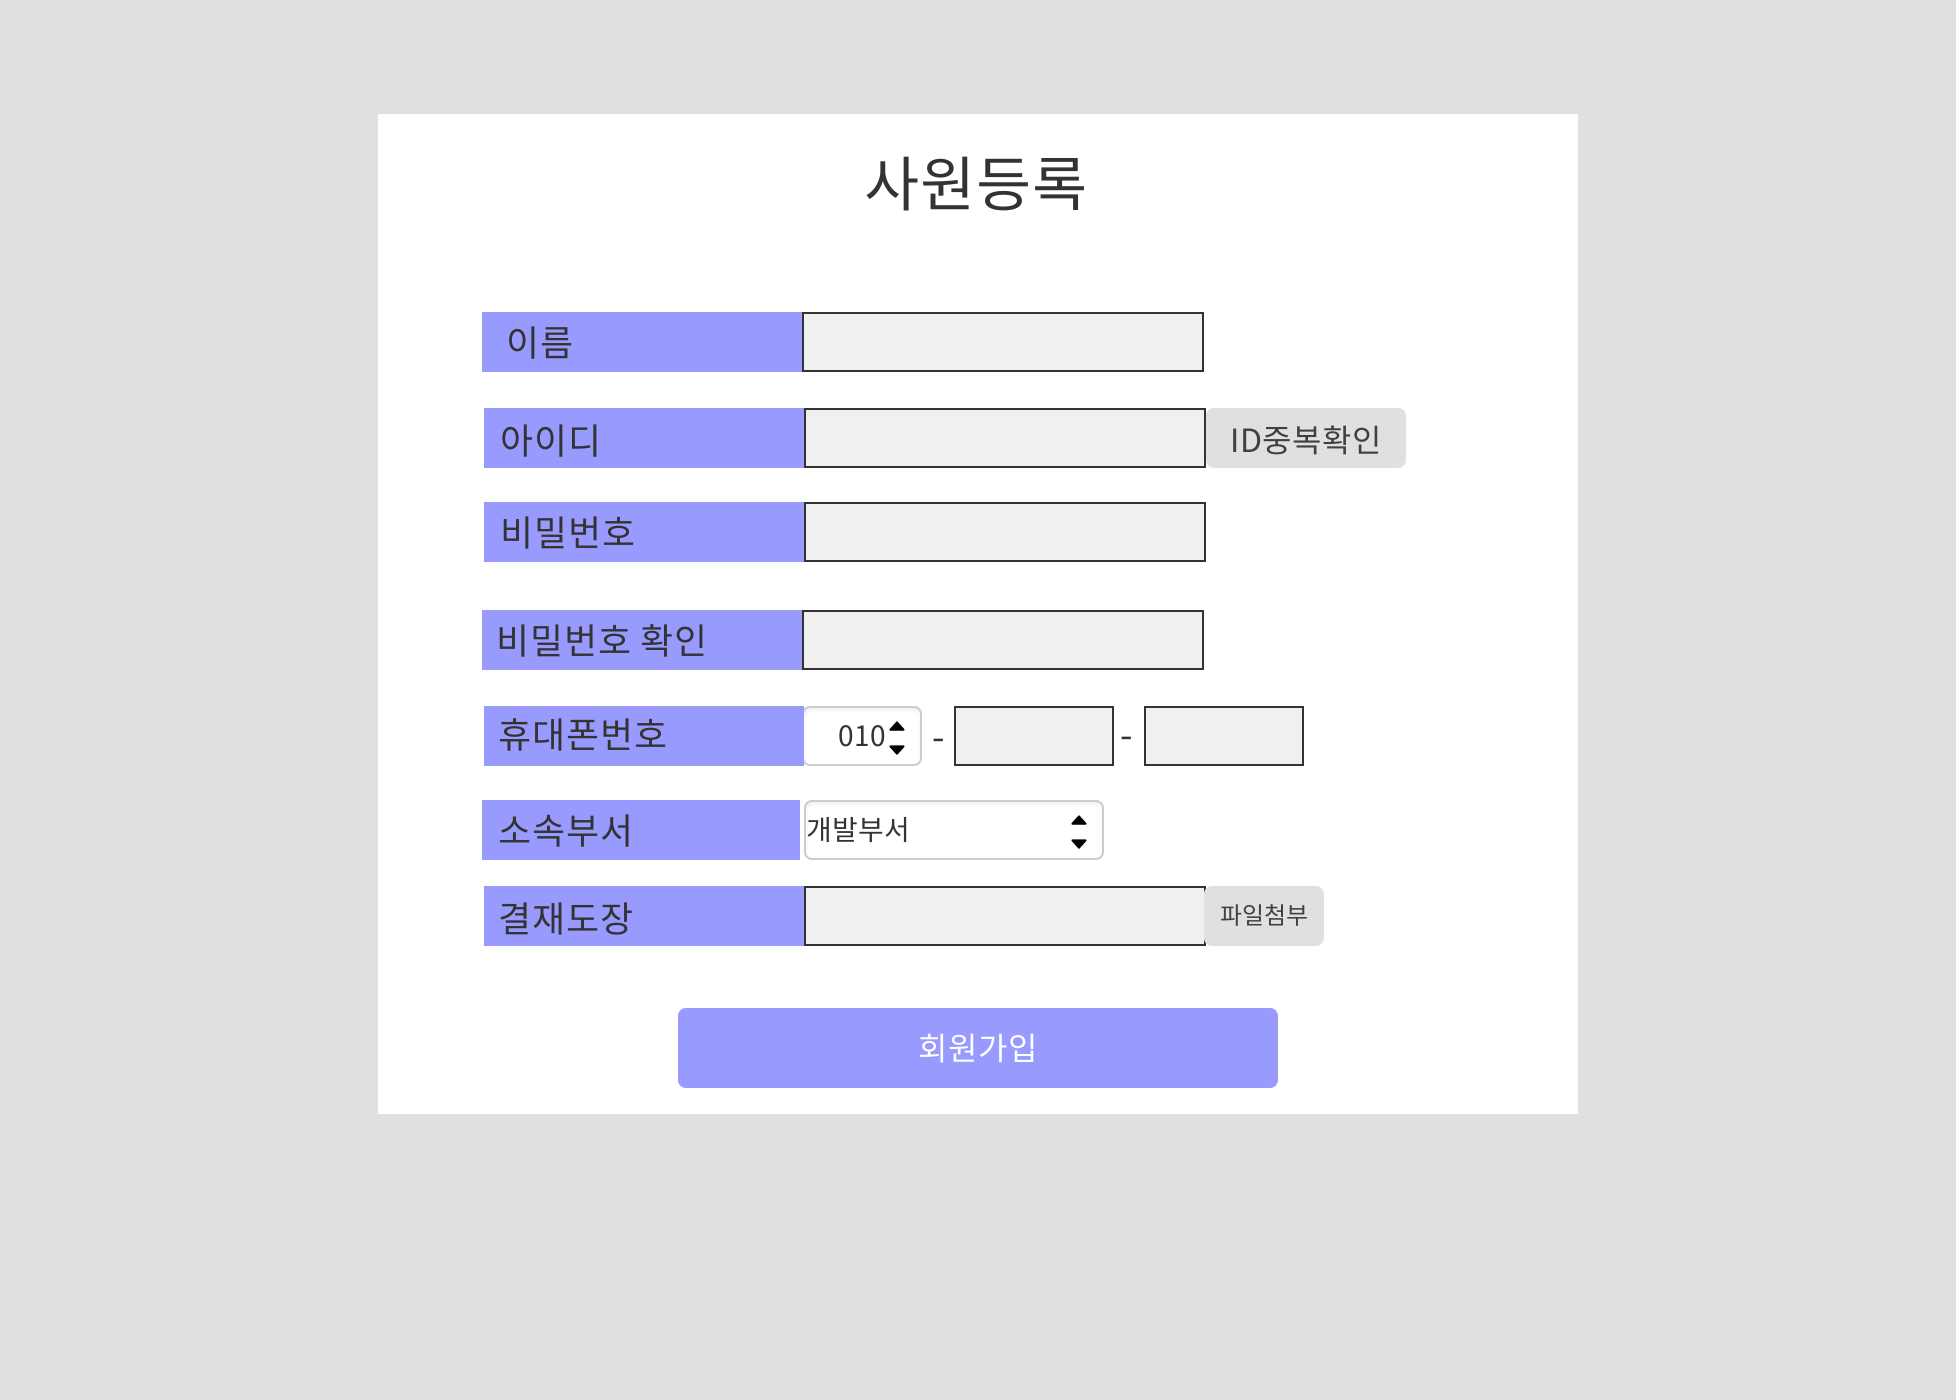 사원등록
이름
아이디
ID중복확인
비밀번호
비밀번호 확인
휴대폰번호
010 - -
소속부서
개발부서
결재도장
파일첨부
회원가입